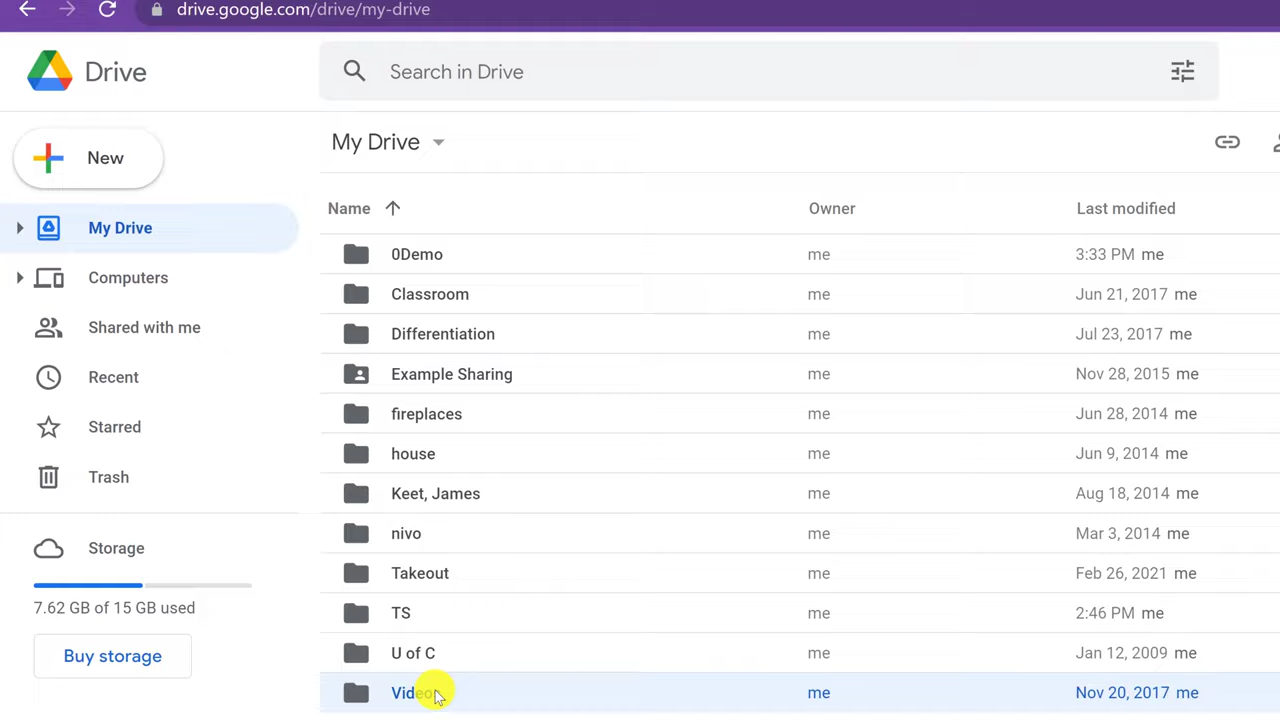 drive.google.com/drive/my-drive
Drive
Search in Drive
New
My Drive
Name
Owner
Last modified
My Drive
Computers
Shared with me
Recent
Starred
Trash
Storage
7.62 GB of 15 GB used
Buy storage
0Demo me 3:33 PM me
Classroom me Jun 21, 2017 me
Differentiation me Jul 23, 2017 me
Example Sharing me Nov 28, 2015 me
fireplaces me Jun 28, 2014 me
house me Jun 9, 2014 me
Keet, James me Aug 18, 2014 me
nivo me Mar 3, 2014 me
Takeout me Feb 26, 2021 me
TS me 2:46 PM me
U of C me Jan 12, 2009 me
me Nov 20, 2017 me